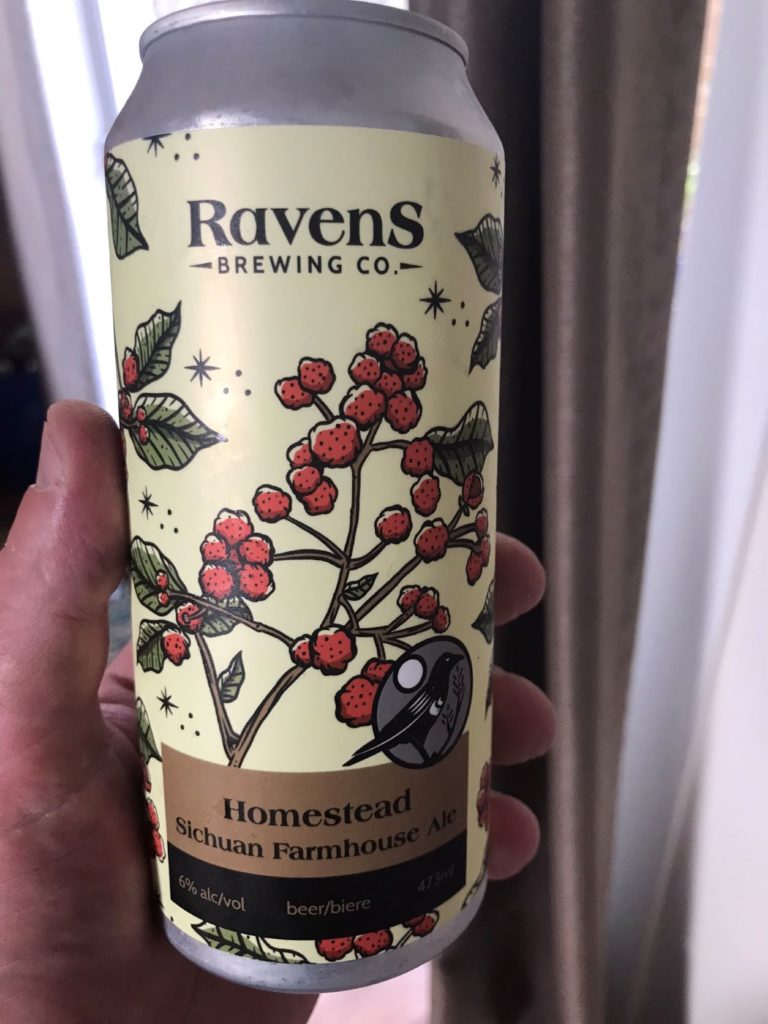 RavenS
BREWING CO.
Homestead
Sichuan Farmhouse Ale
6% alc/vol beer/biere 473ml